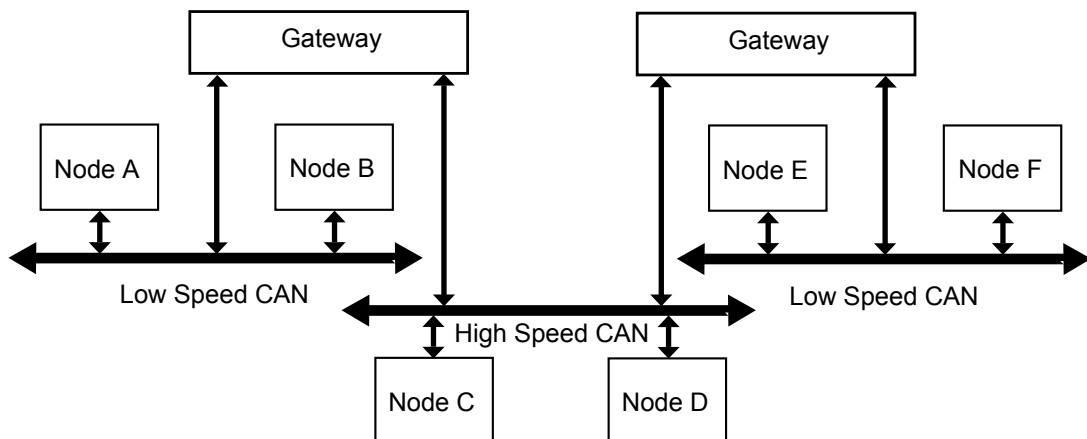 Gateway
Gateway
Node A
Node B
Node E
Node F
Low Speed CAN
Low Speed CAN
High Speed CAN
Node C
Node D